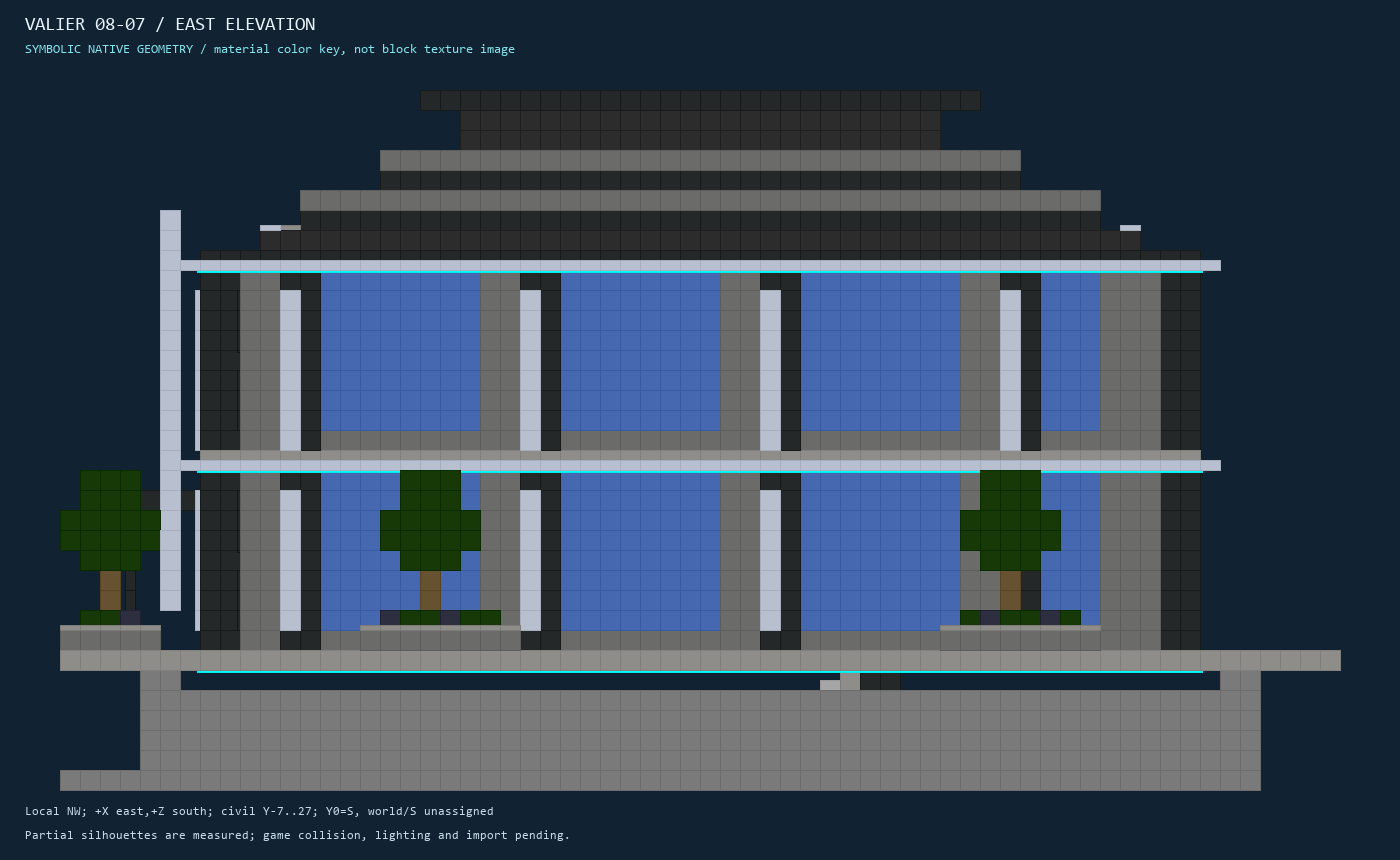 VALIER 08-07 / EAST ELEVATION
SYMBOLIC NATIVE GEOMETRY / material color key, not block texture image
Local NW; +X east,+Z south; civil Y-7..27; Y0=S, world/S unassigned
Partial silhouettes are measured; game collision, lighting and import pending.